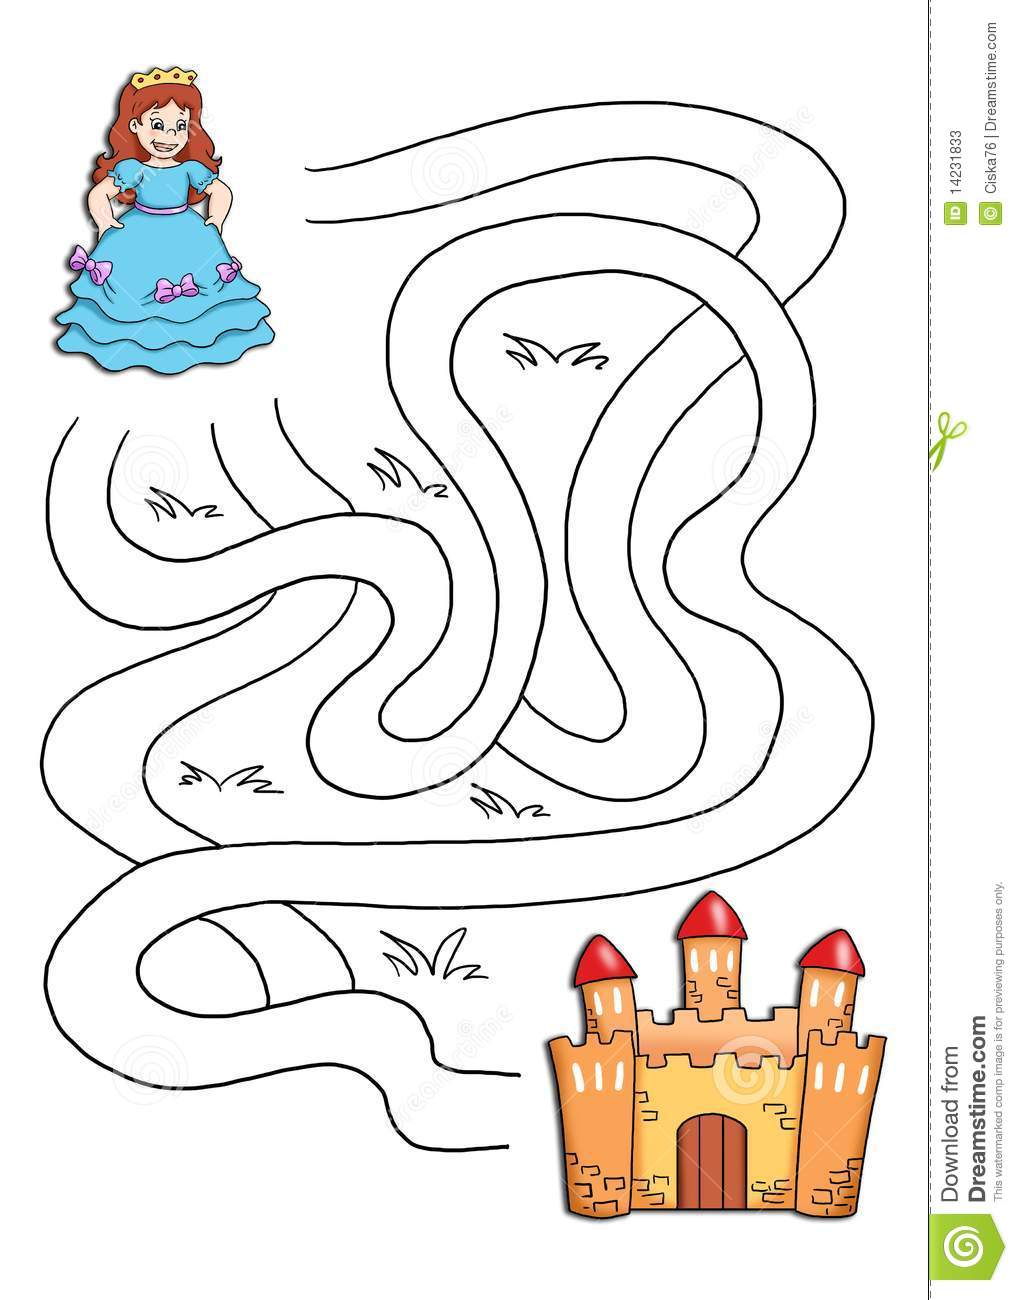 14231833
ID
© Ciska76 | Dreamstime.com
Download from
Dreamstime.com
This watermarked comp image is for previewing purposes only.